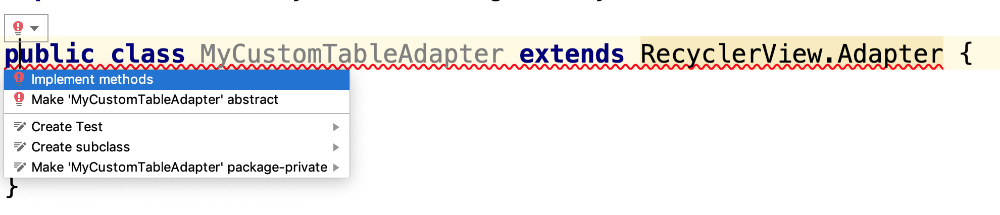 public class MyCustomTableAdapter extends RecyclerView.Adapter {
Implement methods
Make 'MyCustomTableAdapter' abstract
Create Test
Create subclass
Make 'MyCustomTableAdapter' package-private
}